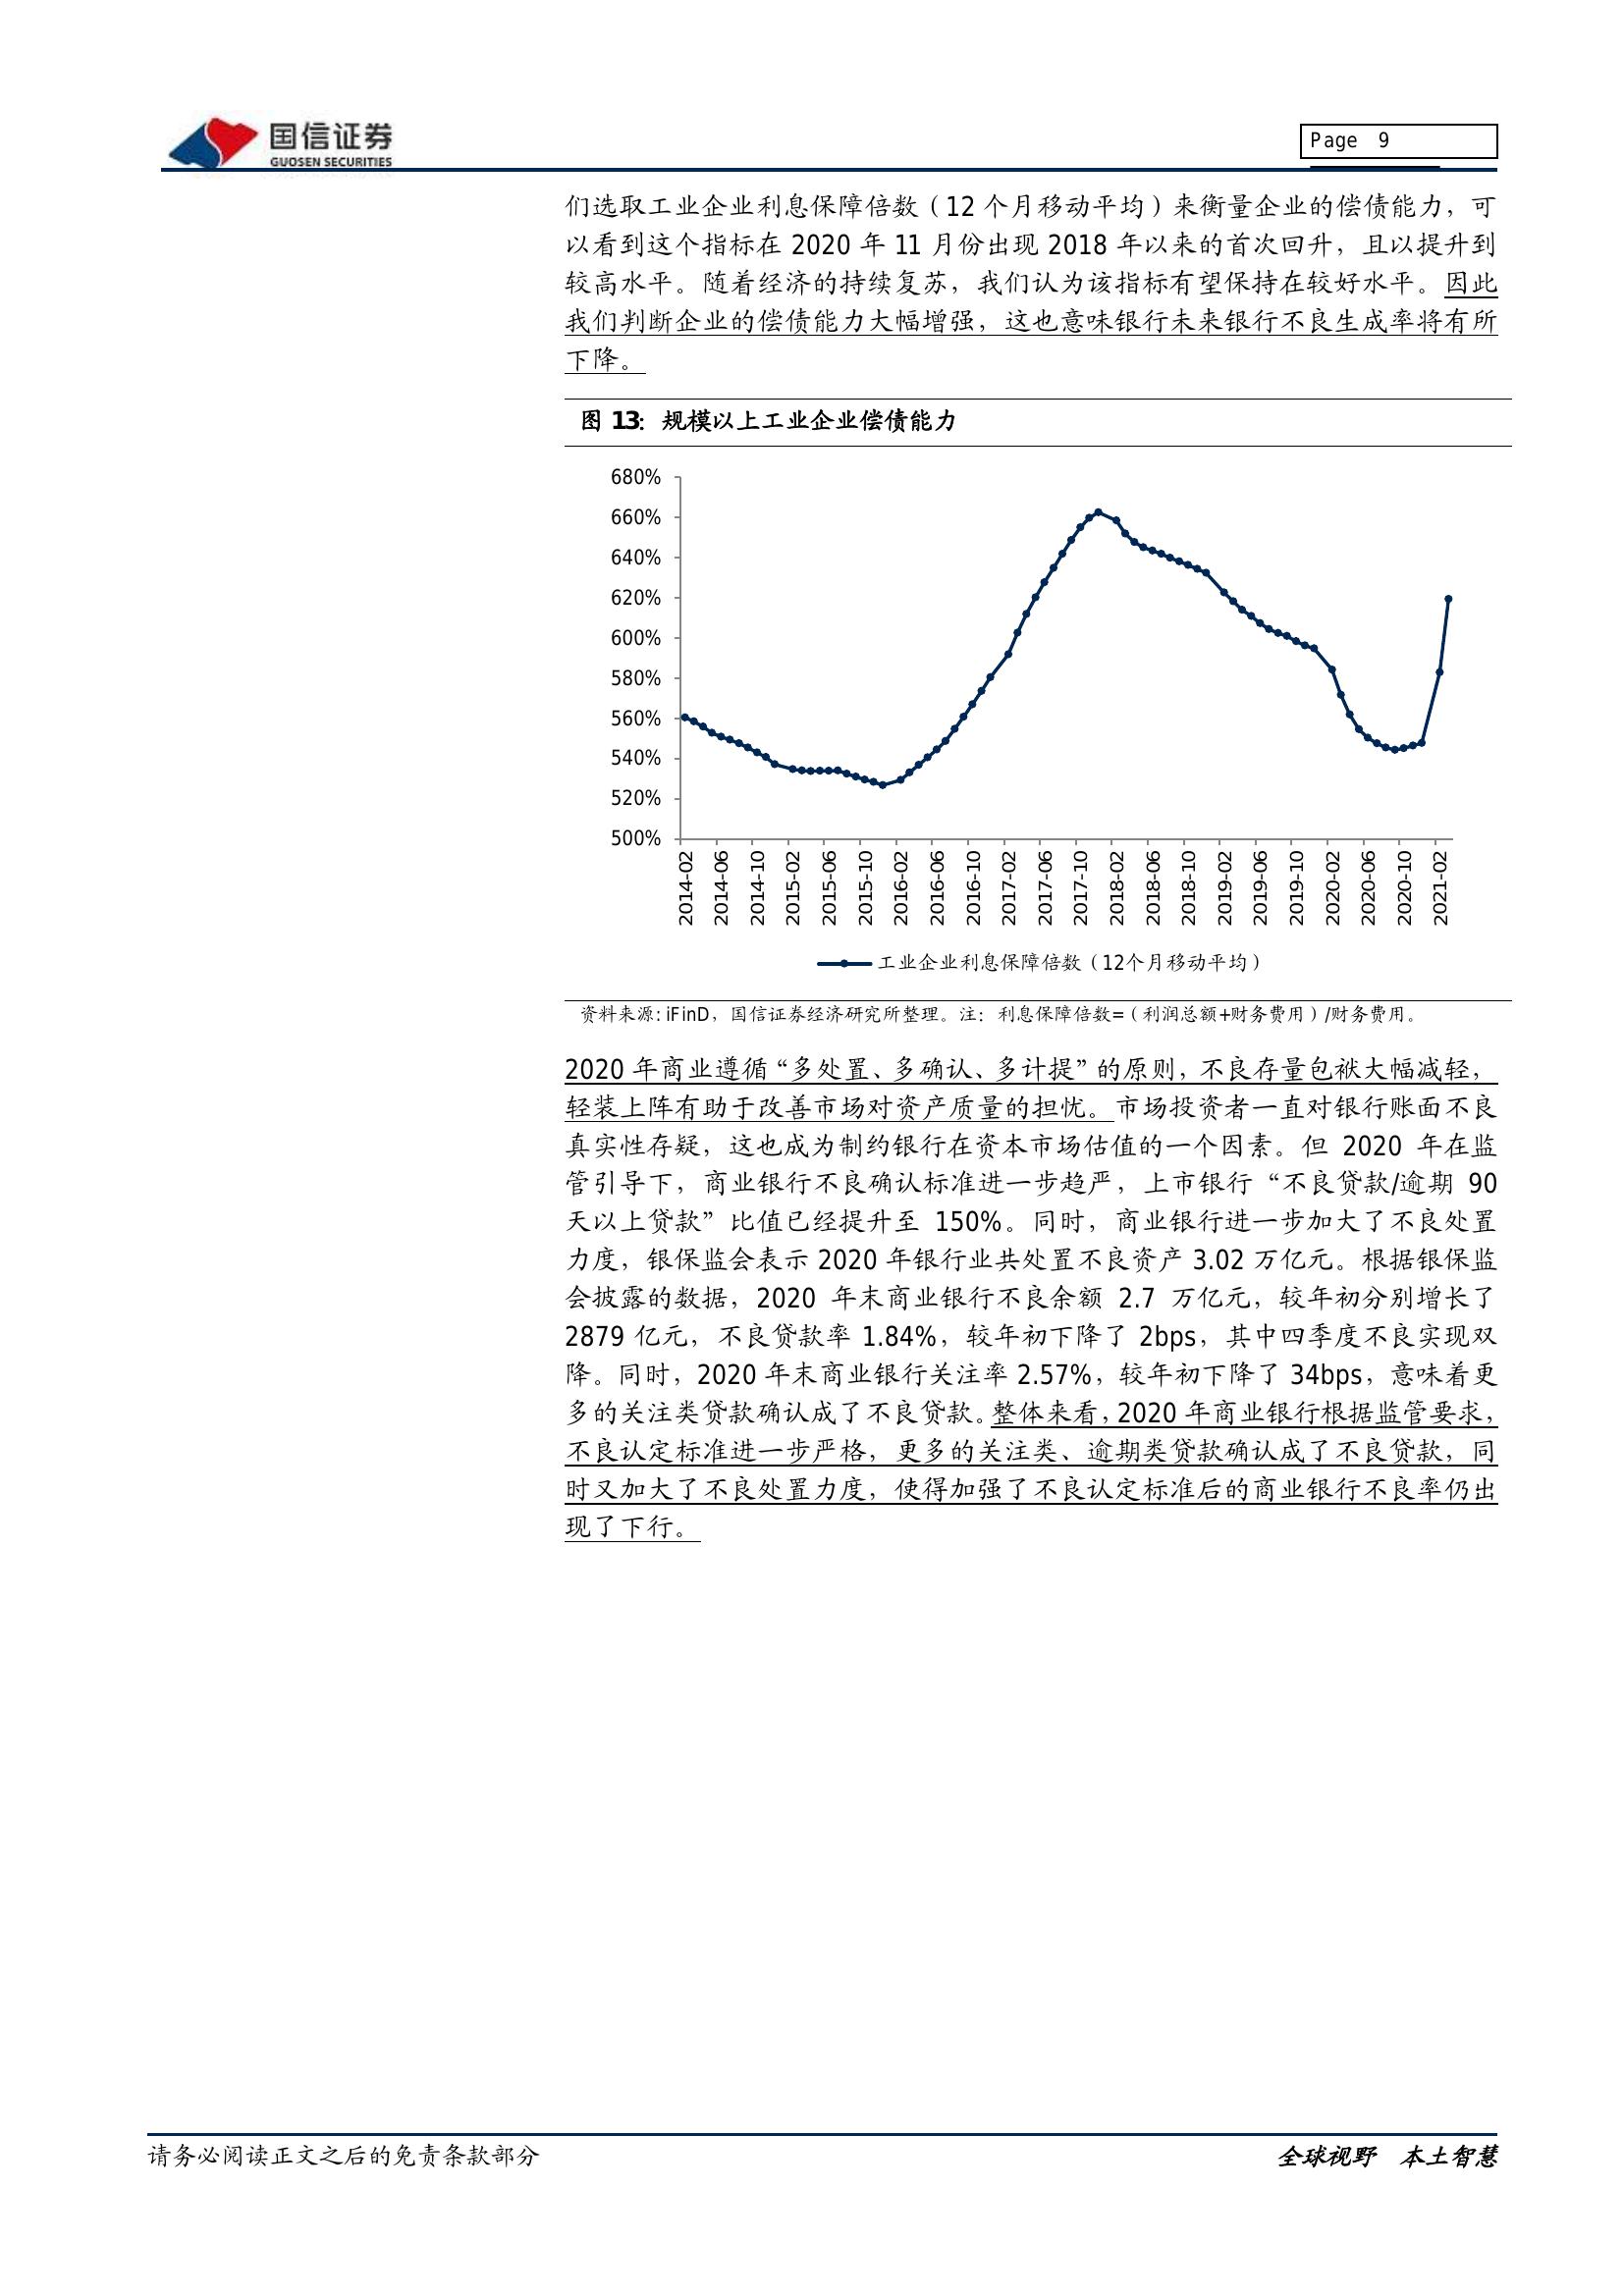 国信证券
GUOSEN SECURITIES
Page 9
们选取工业企业利息保障倍数（12 个月移动平均）来衡量企业的偿债能力，可
以看到这个指标在 2020 年 11 月份出现 2018 年以来的首次回升，且以提升到
较高水平。随着经济的持续复苏，我们认为该指标有望保持在较好水平。因此
我们判断企业的偿债能力大幅增强，这也意味银行未来银行不良生成率将有所
下降。
图 13：规模以上工业企业偿债能力
680%
660%
640%
620%
600%
580%
560%
540%
520%
500%
2014-02
2014-06
2014-10
2015-02
2015-06
2015-10
2016-02
2016-06
2016-10
2017-02
2017-06
2017-10
2018-02
2018-06
2018-10
2019-02
2019-06
2019-10
2020-02
2020-06
2020-10
2021-02
工业企业利息保障倍数（12个月移动平均）
资料来源：iFinD，国信证券经济研究所整理。注：利息保障倍数=（利润总额+财务费用）/财务费用。
2020 年商业遵循“多处置、多确认、多计提”的原则，不良存量包袱大幅减轻，
轻装上阵有助于改善市场对资产质量的担忧。市场投资者一直对银行账面不良
真实性存疑，这也成为制约银行在资本市场估值的一个因素。但 2020 年在监
管引导下，商业银行不良确认标准进一步趋严，上市银行“不良贷款/逾期 90
天以上贷款”比值已经提升至 150%。同时，商业银行进一步加大了不良处置
力度，银保监会表示 2020 年银行业共处置不良资产 3.02 万亿元。根据银保监
会披露的数据，2020 年末商业银行不良余额 2.7 万亿元，较年初分别增长了
2879 亿元，不良贷款率 1.84%，较年初下降了 2bps，其中四季度不良实现双
降。同时，2020 年末商业银行关注率 2.57%，较年初下降了 34bps，意味着更
多的关注类贷款确认成了不良贷款。整体来看，2020 年商业银行根据监管要求，
不良认定标准进一步严格，更多的关注类、逾期类贷款确认成了不良贷款，同
时又加大了不良处置力度，使得加强了不良认定标准后的商业银行不良率仍出
现了下行。
请务必阅读正文之后的免责条款部分
全球视野 本土智慧